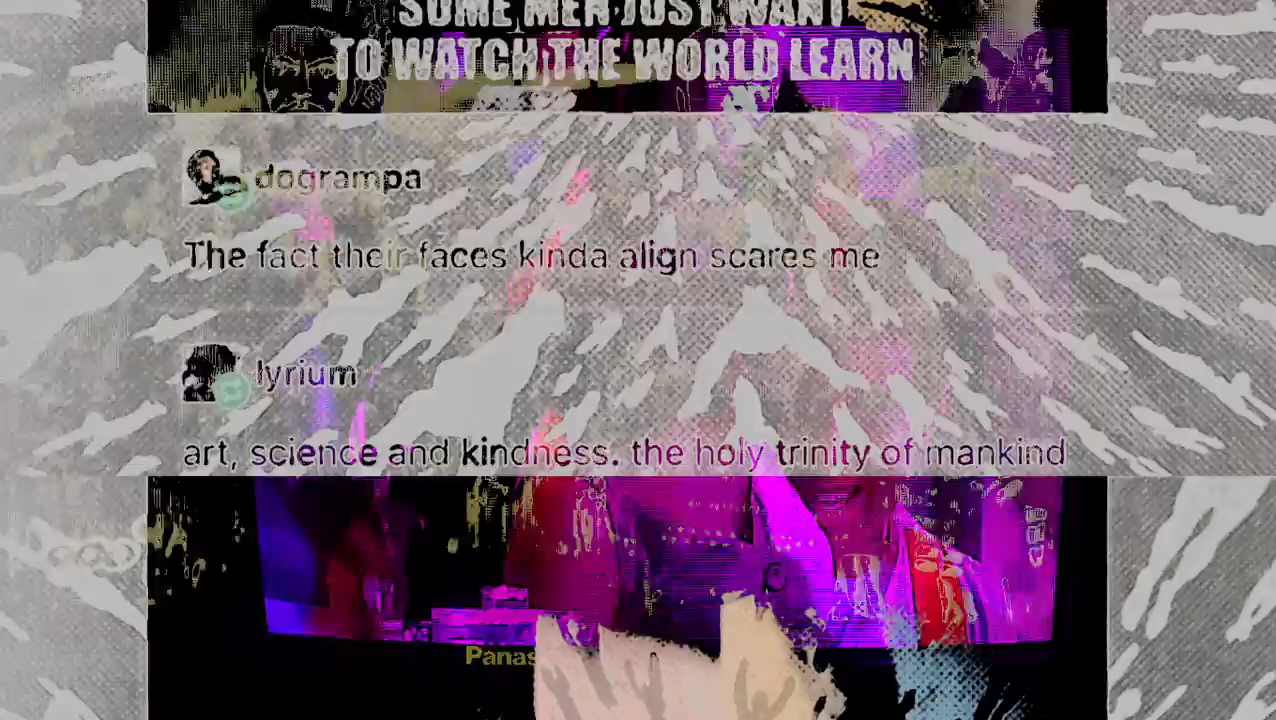 SOME MEN JUST WANT
TO WATCH THE WORLD LEARN
dogrampa
The fact their faces kinda align scares me
lyrium
art, science and kindness. the holy trinity of mankind
Panas